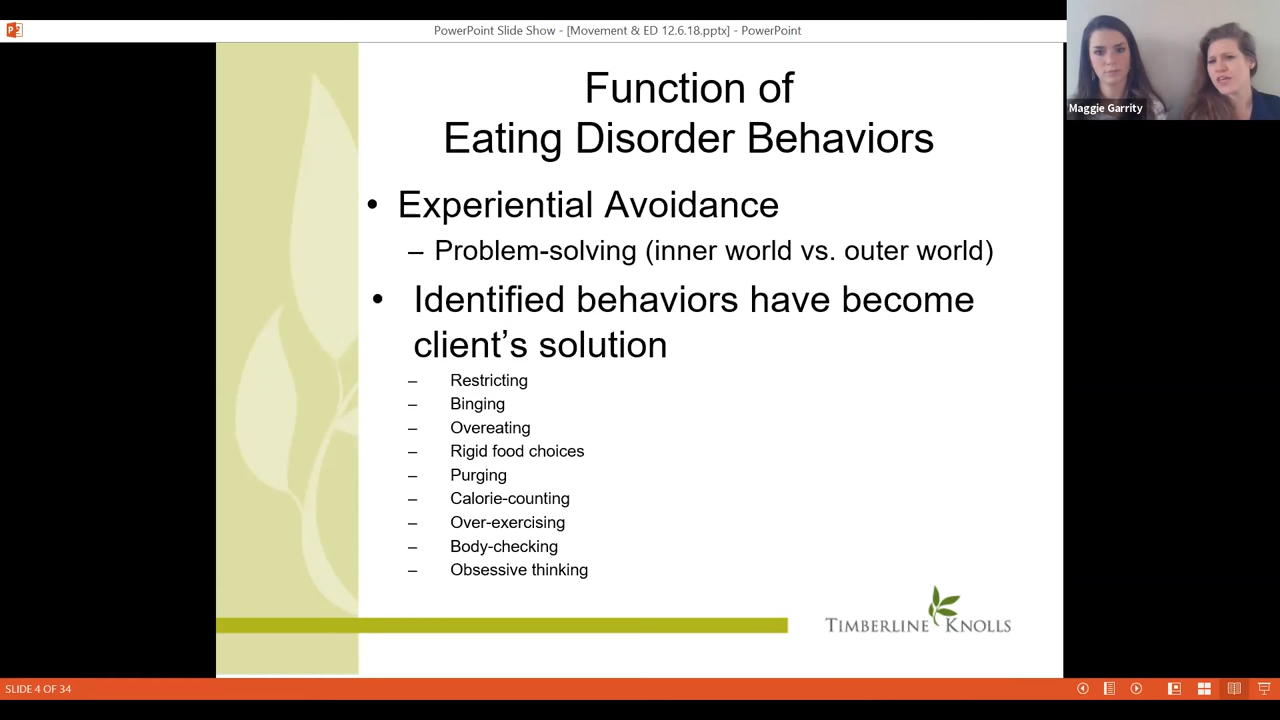 PowerPoint Slide Show - [Movement & ED 12.6.18.pptx] - PowerPoint
Maggie Garrity
Function of
Eating Disorder Behaviors
• Experiential Avoidance
– Problem-solving (inner world vs. outer world)
• Identified behaviors have become
client’s solution
– Restricting
– Binging
– Overeating
– Rigid food choices
– Purging
– Calorie-counting
– Over-exercising
– Body-checking
– Obsessive thinking
TIMBERLINE KNOLLS
SLIDE 4 OF 34